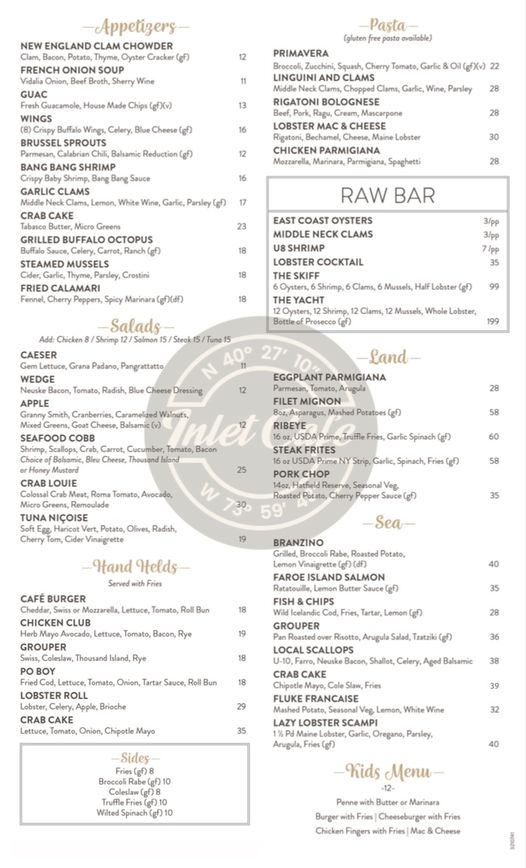 Appetizers
NEW ENGLAND CLAM CHOWDER
Clam, Bacon, Potato, Thyme, Oyster Cracker (gf) 12
FRENCH ONION SOUP
Vidalia Onion, Beef Broth, Sherry Wine 11
GUAC
Fresh Guacamole, House Made Chips (gf)(v) 13
WINGS
(8) Crispy Buffalo Wings, Celery, Blue Cheese (gf) 16
BRUSSEL SPROUTS
Parmesan, Calabrian Chili, Balsamic Reduction (gf) 12
BANG BANG SHRIMP
Crispy Baby Shrimp, Bang Bang Sauce 16
GARLIC CLAMS
Middle Neck Clams, Lemon, White Wine, Garlic, Parsley (gf) 17
CRAB CAKE
Tabasco Butter, Micro Greens 23
GRILLED BUFFALO OCTOPUS
Buffalo Sauce, Celery, Carrot, Ranch (gf) 18
STEAMED MUSSELS
Cider, Garlic, Thyme, Parsley, Crostini 18
FRIED CALAMARI
Fennel, Cherry Peppers, Spicy Marinara (gf)(df) 18
Salads
Add: Chicken 8 / Shrimp 12 / Salmon 15 / Steak 15 / Tuna 15
CAESER
Gem Lettuce, Grana Padano, Pangrattatto 11
WEDGE
Neuske Bacon, Tomato, Radish, Blue Cheese Dressing 12
APPLE
Granny Smith, Cranberries, Caramelized Walnuts,
Mixed Greens, Goat Cheese, Balsamic (v) 12
SEAFOOD COBB
Shrimp, Scallops, Crab, Carrot, Cucumber, Tomato, Bacon
Choice of Balsamic, Bleu Cheese, Thousand Island
or Honey Mustard 25
CRAB LOUIE
Colossal Crab Meat, Roma Tomato, Avocado,
Micro Greens, Remoulade 30
TUNA NIÇOISE
Soft Egg, Haricot Vert, Potato, Olives, Radish,
Cherry Tom, Cider Vinaigrette 19
Hand Helds
Served with Fries
CAFÉ BURGER
Cheddar, Swiss or Mozzarella, Lettuce, Tomato, Roll Bun 18
CHICKEN CLUB
Herb Mayo Avocado, Lettuce, Tomato, Bacon, Rye 19
GROUPER
Swiss, Coleslaw, Thousand Island, Rye 18
PO BOY
Fried Cod, Lettuce, Tomato, Onion, Tartar Sauce, Roll Bun 18
LOBSTER ROLL
Lobster, Celery, Apple, Brioche 29
CRAB CAKE
Lettuce, Tomato, Onion, Chipotle Mayo 35
Sides
Fries (gf) 8
Broccoli Rabe (gf) 10
Coleslaw (gf) 8
Truffle Fries (gf) 10
Wilted Spinach (gf) 10
Pasta
(gluten free pasta available)
PRIMAVERA
Broccoli, Zucchini, Squash, Cherry Tomato, Garlic & Oil (gf)(v) 22
LINGUINI AND CLAMS
Middle Neck Clams, Chopped Clams, Garlic, Wine, Parsley 28
RIGATONI BOLOGNESE
Beef, Pork, Ragu, Cream, Mascarpone 28
LOBSTER MAC & CHEESE
Rigatoni, Bechamel, Cheese, Maine Lobster 30
CHICKEN PARMIGIANA
Mozzarella, Marinara, Parmigiana, Spaghetti 28
RAW BAR
EAST COAST OYSTERS 3/pp
MIDDLE NECK CLAMS 3/pp
U8 SHRIMP 7 /pp
LOBSTER COCKTAIL 35
THE SKIFF
6 Oysters, 6 Shrimp, 6 Clams, 6 Mussels, Half Lobster (gf) 99
THE YACHT
12 Oysters, 12 Shrimp, 12 Clams, 12 Mussels, Whole Lobster,
Bottle of Prosecco (gf) 199
Land
EGGPLANT PARMIGIANA
Parmesan, Tomato, Arugula 28
FILET MIGNON
8oz, Asparagus, Mashed Potatoes (gf) 58
RIBEYE
16 oz, USDA Prime, Truffle Fries, Garlic Spinach (gf) 60
STEAK FRITES
16 oz USDA Prime NY Strip, Garlic, Spinach, Fries (gf) 58
PORK CHOP
14oz, Hatfield Reserve, Seasonal Veg,
Roasted Potato, Cherry Pepper Sauce (gf) 35
Sea
BRANZINO
Grilled, Broccoli Rabe, Roasted Potato,
Lemon Vinaigrette (gf) (df) 40
FAROE ISLAND SALMON
Ratatouille, Lemon Butter Sauce (gf) 35
FISH & CHIPS
Wild Icelandic Cod, Fries, Tartar, Lemon (gf) 28
GROUPER
Pan Roasted over Risotto, Arugula Salad, Tzatziki (gf) 36
LOCAL SCALLOPS
U-10, Farro, Neuske Bacon, Shallot, Celery, Aged Balsamic 38
CRAB CAKE
Chipotle Mayo, Cole Slaw, Fries 39
FLUKE FRANCAISE
Mashed Potato, Seasonal Veg, Lemon, White Wine 32
LAZY LOBSTER SCAMPI
1 ½ Pd Maine Lobster, Garlic, Oregano, Parsley,
Arugula, Fries (gf) 40
Kids Menu
-12-
Penne with Butter or Marinara
Burger with Fries | Cheeseburger with Fries
Chicken Fingers with Fries | Mac & Cheese
N 40° 27' 10"
Inlet Café
W 73° 59' 4